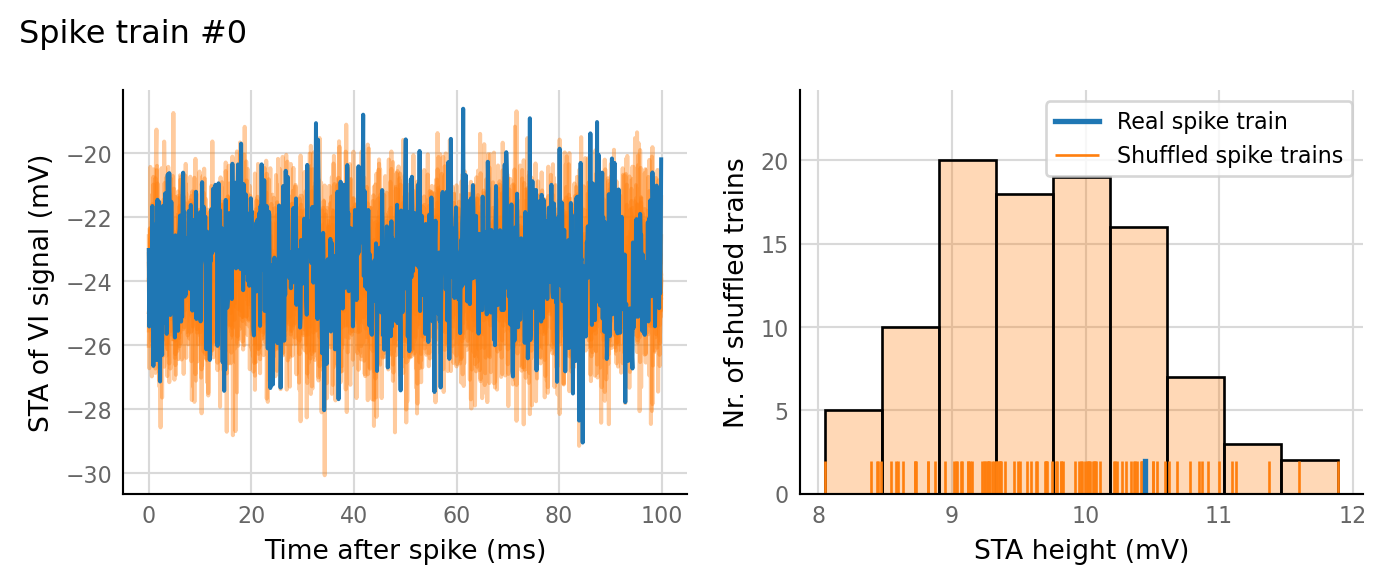 Spike train #0
STA of VI signal (mV)
−20
−22
−24
−26
−28
−30
0 20 40 60 80 100
Time after spike (ms)
Nr. of shuffled trains
20
15
10
5
0
8 9 10 11 12
STA height (mV)
Real spike train
Shuffled spike trains